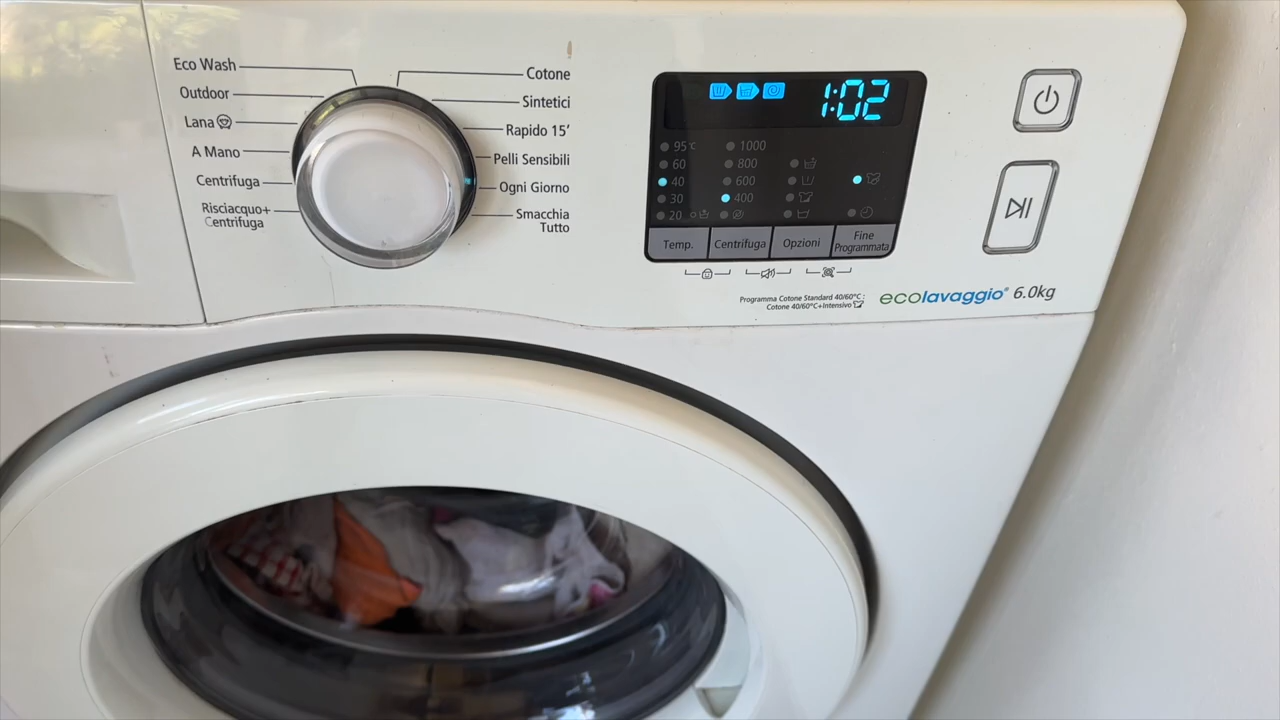 Eco Wash
Outdoor
Lana
A Mano
Centrifuga
Risciacquo+
Centrifuga
Cotone
Sintetici
Rapido 15'
Pelli Sensibili
Ogni Giorno
Smacchia
Tutto
1:02
95°c 1000
60 800
40 600
30 400
20
Temp. Centrifuga Opzioni Fine
Programmata
Programma Cotone Standard 40/60°C :
Cotone 40/60°C+Intensivo
ecolavaggio® 6.0kg